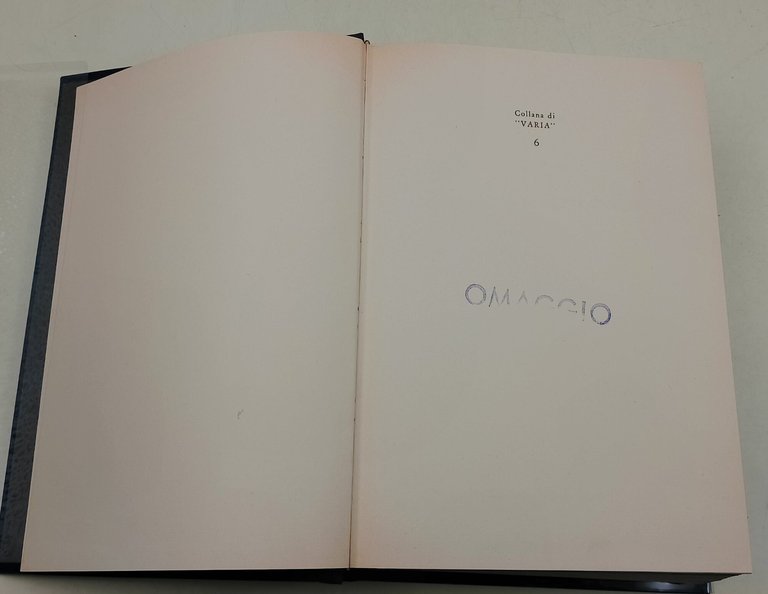 Collana di
"VARIA"
6
OMAGGIO